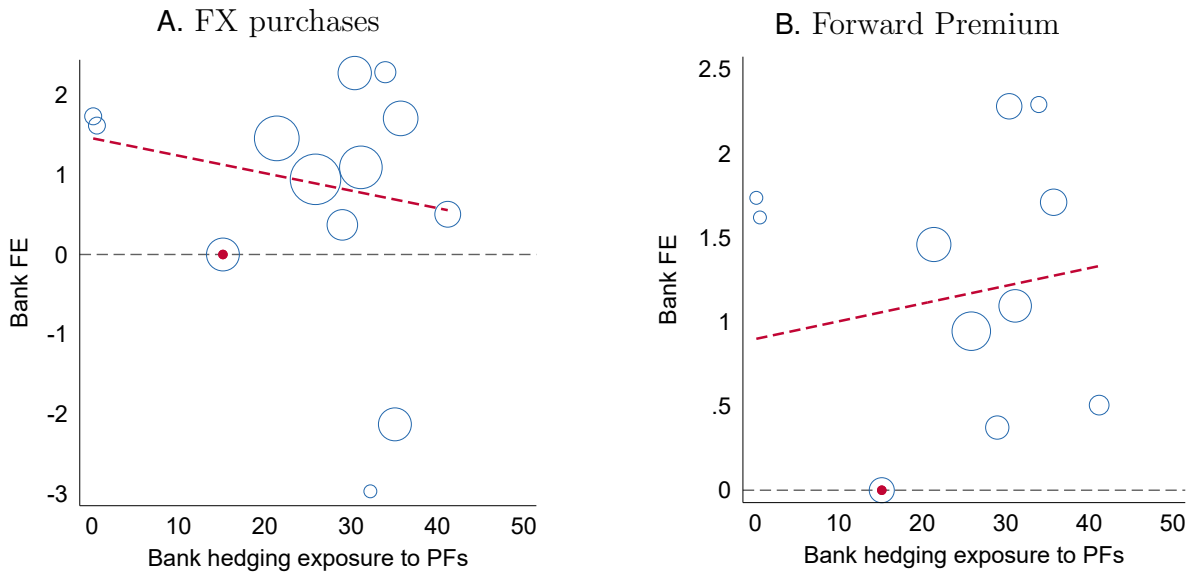 A. FX purchases
Bank FE
2
1
0
-1
-2
-3
0 10 20 30 40 50
Bank hedging exposure to PFs
B. Forward Premium
Bank FE
2.5
2
1.5
1
.5
0
0 10 20 30 40 50
Bank hedging exposure to PFs